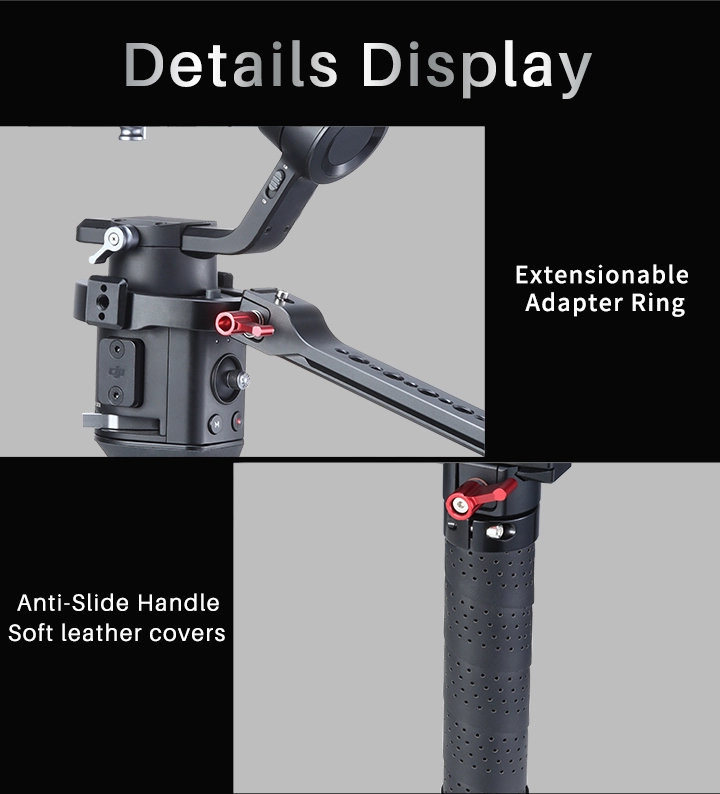 Details Display
Extensionable
Adapter Ring
M
Anti-Slide Handle
Soft leather covers